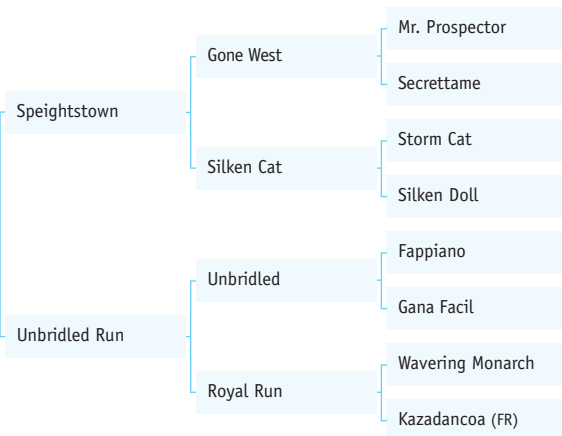 Mr. Prospector
Gone West
Secrettame
Speightstown
Storm Cat
Silken Cat
Silken Doll
Fappiano
Unbridled
Gana Facil
Unbridled Run
Wavering Monarch
Royal Run
Kazadancoa (FR)